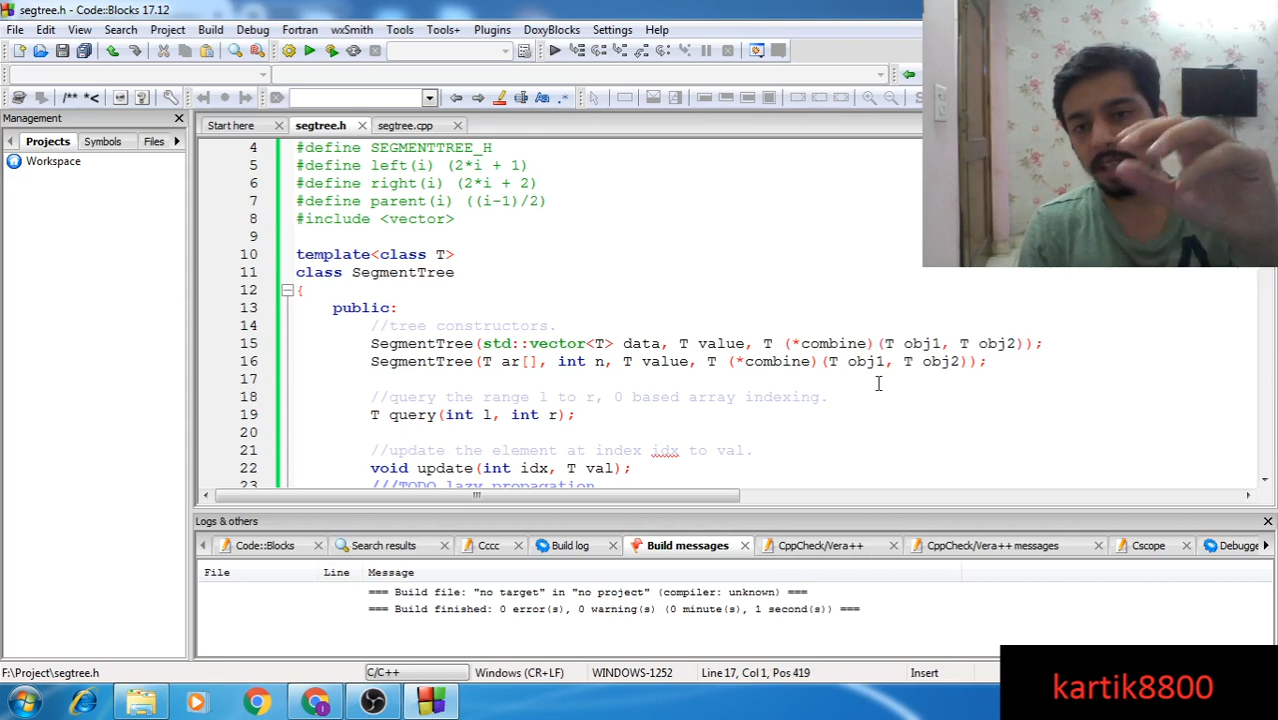 segtree.h - Code::Blocks 17.12
File Edit View Search Project Build Debug Fortran wxSmith Tools Tools+ Plugins DoxyBlocks Settings Help
/** *<
Management
Start here segtree.h segtree.cpp
Projects Symbols Files
Workspace
4 #define SEGMENTTREE_H
5 #define left(i) (2*i + 1)
6 #define right(i) (2*i + 2)
7 #define parent(i) ((i-1)/2)
8 #include <vector>
9
10 template<class T>
11 class SegmentTree
12 {
13 public:
14 //tree constructors.
15 SegmentTree(std::vector<T> data, T value, T (*combine)(T obj1, T obj2));
16 SegmentTree(T ar[], int n, T value, T (*combine)(T obj1, T obj2));
17
18 //query the range l to r, 0 based array indexing.
19 T query(int l, int r);
20
21 //update the element at index idx to val.
22 void update(int idx, T val);
23 ///TODO lazy propagation
Logs & others
Code::Blocks Search results Cccc Build log Build messages CppCheck/Vera++ CppCheck/Vera++ messages Cscope Debugge
File Line Message
=== Build file: "no target" in "no project" (compiler: unknown) ===
=== Build finished: 0 error(s), 0 warning(s) (0 minute(s), 1 second(s)) ===
F:\Project\segtree.h C/C++ Windows (CR+LF) WINDOWS-1252 Line 17, Col 1, Pos 419 Insert
kartik8800